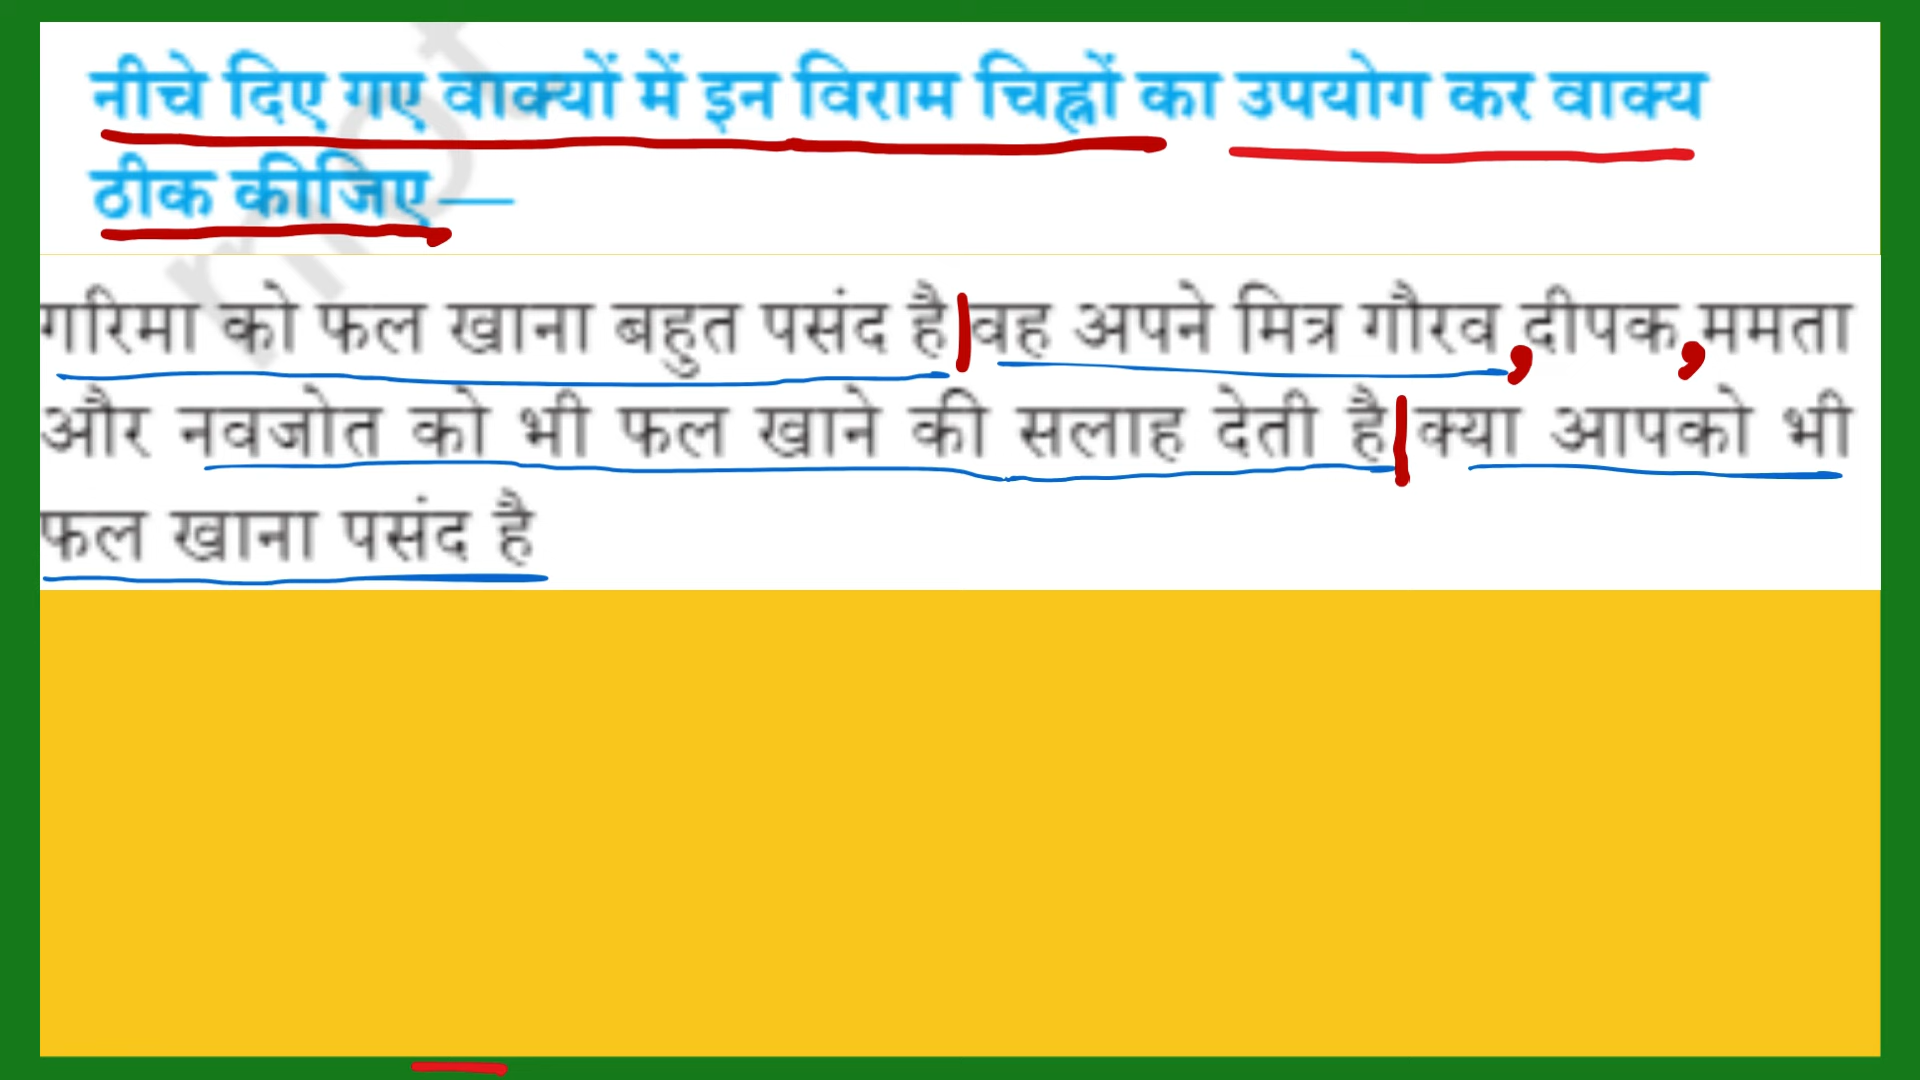 नीचे दिए गए वाक्यों में इन विराम चिह्नों का उपयोग कर वाक्य
ठीक कीजिए—
गरिमा को फल खाना बहुत पसंद है|वह अपने मित्र गौरव,दीपक,ममता
और नवजोत को भी फल खाने की सलाह देती है|क्या आपको भी
फल खाना पसंद है